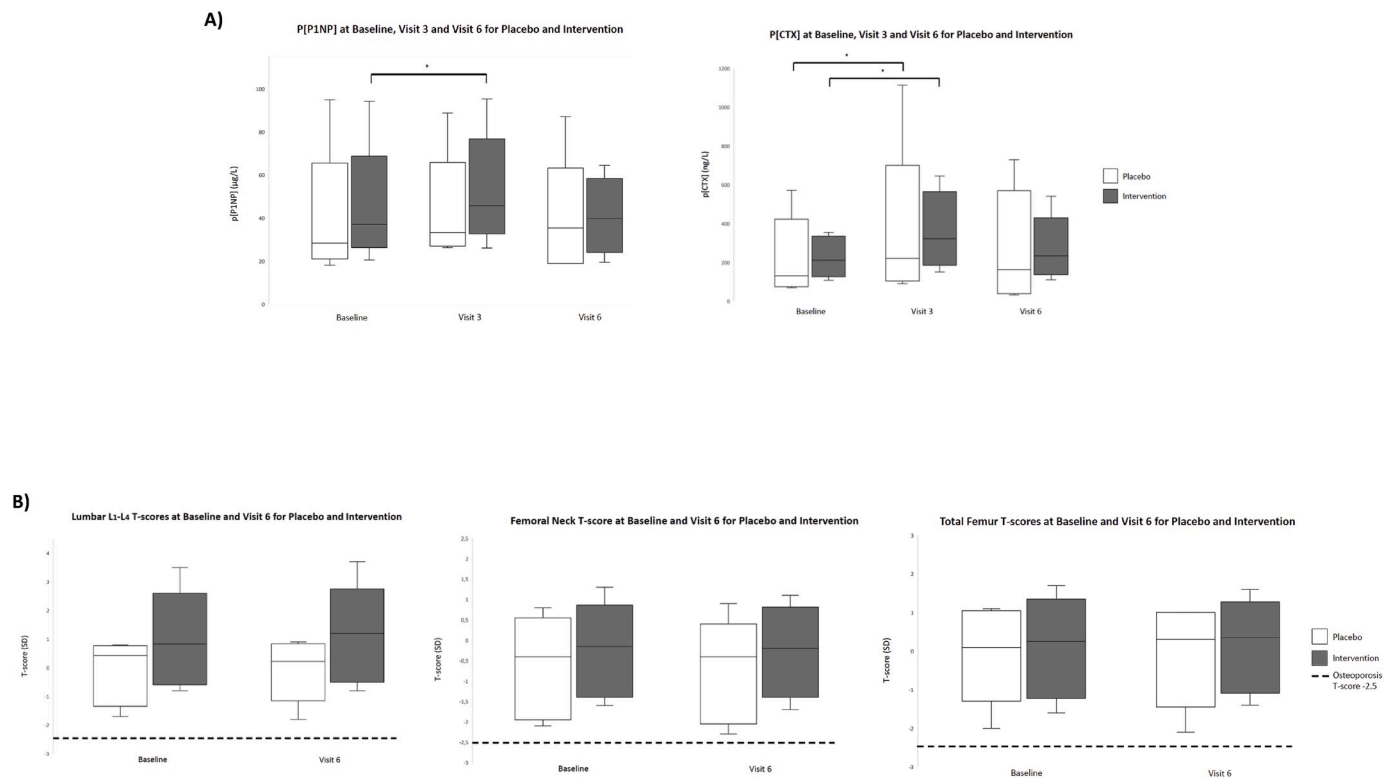 A)
P[P1NP] at Baseline, Visit 3 and Visit 6 for Placebo and Intervention
*
p[P1NP] (µg/L)
100
80
60
40
20
0
Baseline
Visit 3
Visit 6
P[CTX] at Baseline, Visit 3 and Visit 6 for Placebo and Intervention
*
*
p[CTX] (ng/L)
1200
1000
800
600
400
200
0
Baseline
Visit 3
Visit 6
Placebo
Intervention
B)
Lumbar L1-L4 T-scores at Baseline and Visit 6 for Placebo and Intervention
T-score (SD)
4
3
2
1
0
-1
-2
-3
Baseline
Visit 6
Femoral Neck T-score at Baseline and Visit 6 for Placebo and Intervention
T-score (SD)
2,5
2
1,5
1
0,5
0
-0,5
-1
-1,5
-2
-2,5
-3
Baseline
Visit 6
Total Femur T-scores at Baseline and Visit 6 for Placebo and Intervention
T-score (SD)
3
2
1
0
-1
-2
-3
Baseline
Visit 6
Placebo
Intervention
Osteoporosis
T-score -2.5